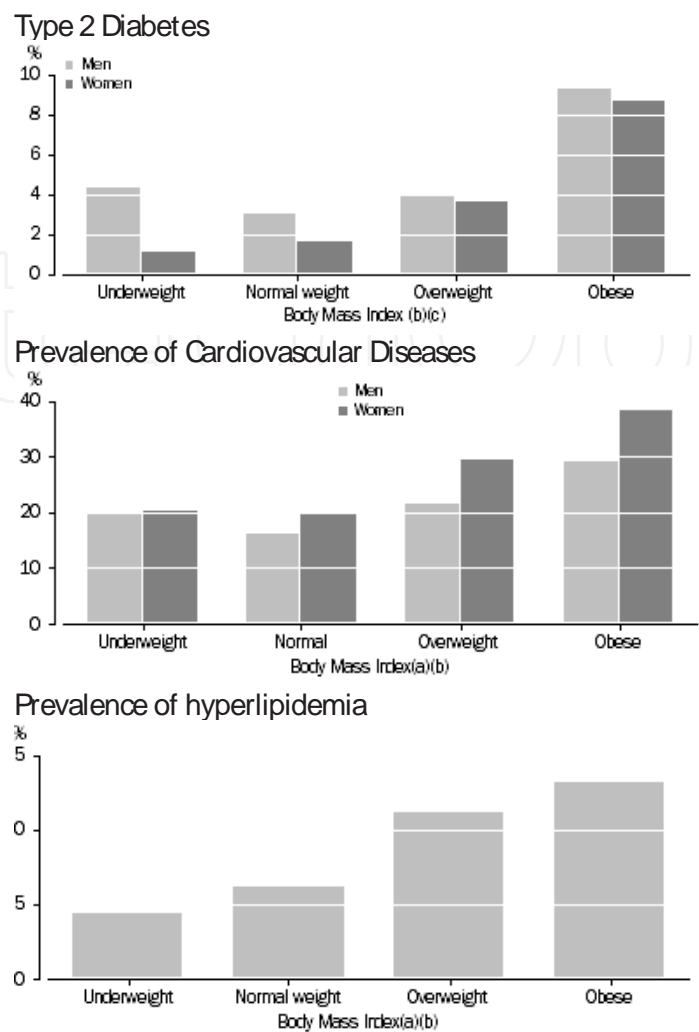 Type 2 Diabetes
%
Men
Women
10
8
6
4
2
0
Underweight Normal weight Overweight Obese
Body Mass Index (b)(c)
Prevalence of Cardiovascular Diseases
%
Men
Women
40
30
20
10
0
Underweight Normal Overweight Obese
Body Mass Index(a)(b)
Prevalence of hyperlipidemia
%
5
0
5
0
Underweight Normal weight Overweight Obese
Body Mass Index(a)(b)